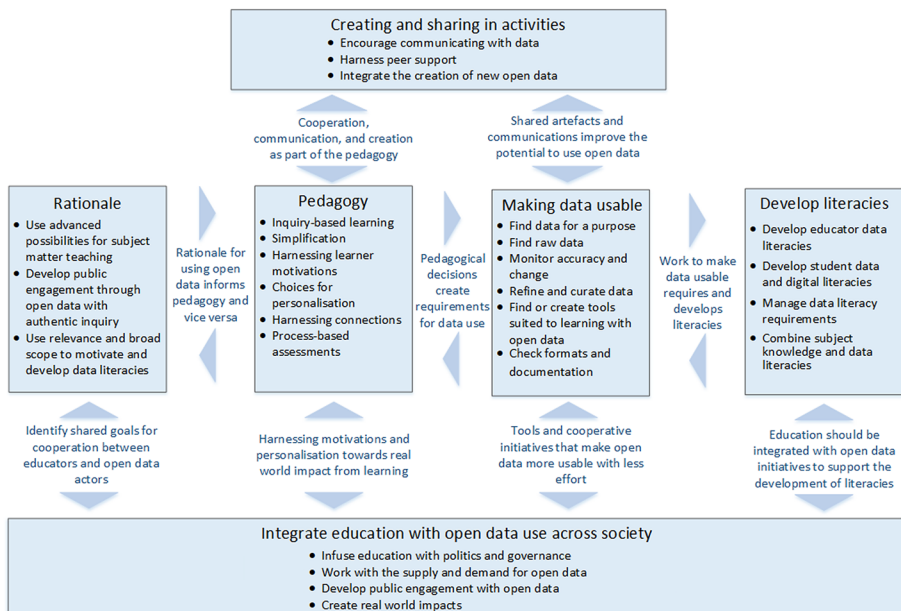 Creating and sharing in activities
• Encourage communicating with data
• Harness peer support
• Integrate the creation of new open data
Cooperation,
communication, and creation
as part of the pedagogy
Shared artefacts and
communications improve the
potential to use open data
Rationale
• Use advanced
possibilities for subject
matter teaching
• Develop public
engagement through
open data with
authentic inquiry
• Use relevance and broad
scope to motivate and
develop data literacies
Rationale for
using open
data informs
pedagogy and
vice versa
Pedagogy
• Inquiry-based learning
• Simplification
• Harnessing learner
motivations
• Choices for
personalisation
• Harnessing connections
• Process-based
assessments
Pedagogical
decisions
create
requirements
for data use
Making data usable
• Find data for a purpose
• Find raw data
• Monitor accuracy and
change
• Refine and curate data
• Find or create tools
suited to learning with
open data
• Check formats and
documentation
Work to make
data usable
requires and
develops
literacies
Develop literacies
• Develop educator data
literacies
• Develop student data
and digital literacies
• Manage data literacy
requirements
• Combine subject
knowledge and data
literacies
Identify shared goals for
cooperation between
educators and open data
actors
Harnessing motivations and
personalisation towards real
world impact from learning
Tools and cooperative
initiatives that make open
data more usable with less
effort
Education should be
integrated with open data
initiatives to support the
development of literacies
Integrate education with open data use across society
• Infuse education with politics and governance
• Work with the supply and demand for open data
• Develop public engagement with open data
• Create real world impacts